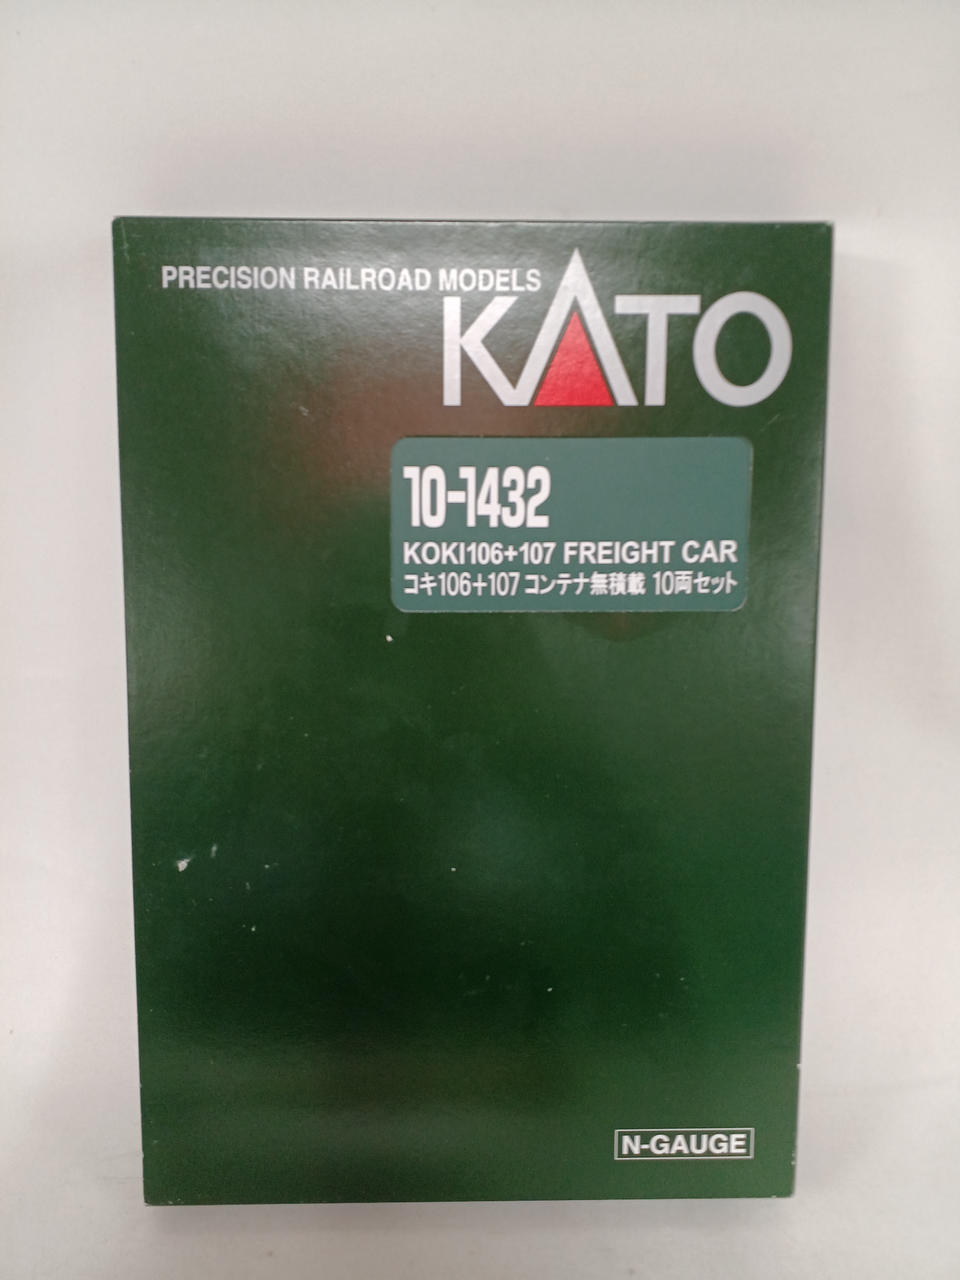 PRECISION RAILROAD MODELS
KATO
10-1432
KOKI106+107 FREIGHT CAR
コキ106+107 コンテナ無積載 10両セット
N-GAUGE